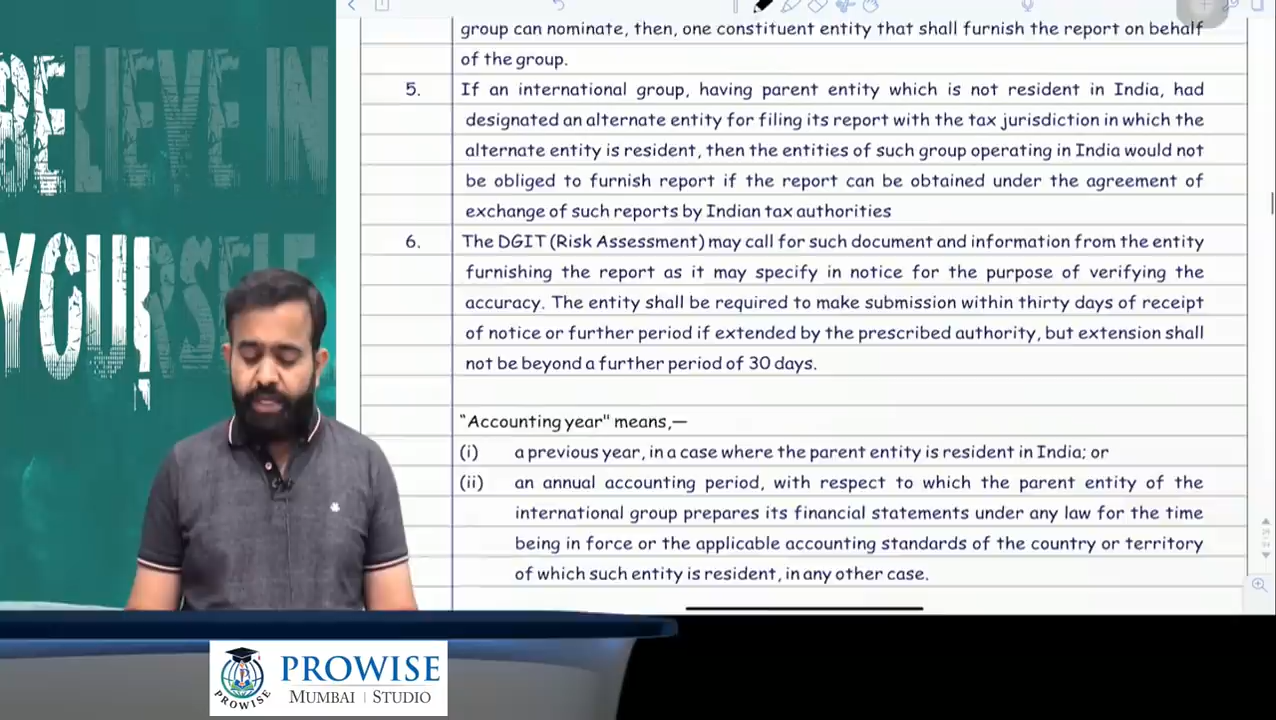 BELIEVE IN
YOURSELF
group can nominate, then, one constituent entity that shall furnish the report on behalf
of the group.
5. If an international group, having parent entity which is not resident in India, had
designated an alternate entity for filing its report with the tax jurisdiction in which the
alternate entity is resident, then the entities of such group operating in India would not
be obliged to furnish report if the report can be obtained under the agreement of
exchange of such reports by Indian tax authorities
6. The DGIT (Risk Assessment) may call for such document and information from the entity
furnishing the report as it may specify in notice for the purpose of verifying the
accuracy. The entity shall be required to make submission within thirty days of receipt
of notice or further period if extended by the prescribed authority, but extension shall
not be beyond a further period of 30 days.
"Accounting year" means,—
(i) a previous year, in a case where the parent entity is resident in India; or
(ii) an annual accounting period, with respect to which the parent entity of the
international group prepares its financial statements under any law for the time
being in force or the applicable accounting standards of the country or territory
of which such entity is resident, in any other case.
PROWISE
PROWISE
MUMBAI | STUDIO